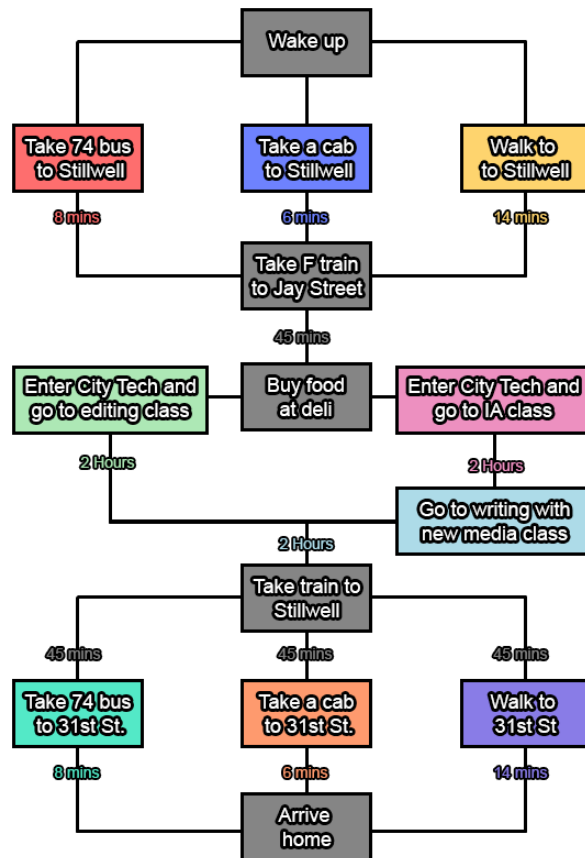 Wake up
Take 74 bus
to Stillwell
Take a cab
to Stillwell
Walk to
to Stillwell
8 mins
6 mins
14 mins
Take F train
to Jay Street
45 mins
Enter City Tech and
go to editing class
Buy food
at deli
Enter City Tech and
go to IA class
2 Hours
2 Hours
Go to writing with
new media class
2 Hours
Take train to
Stillwell
45 mins
45 mins
45 mins
Take 74 bus
to 31st St.
Take a cab
to 31st St.
Walk to
31st St
8 mins
6 mins
14 mins
Arrive
home